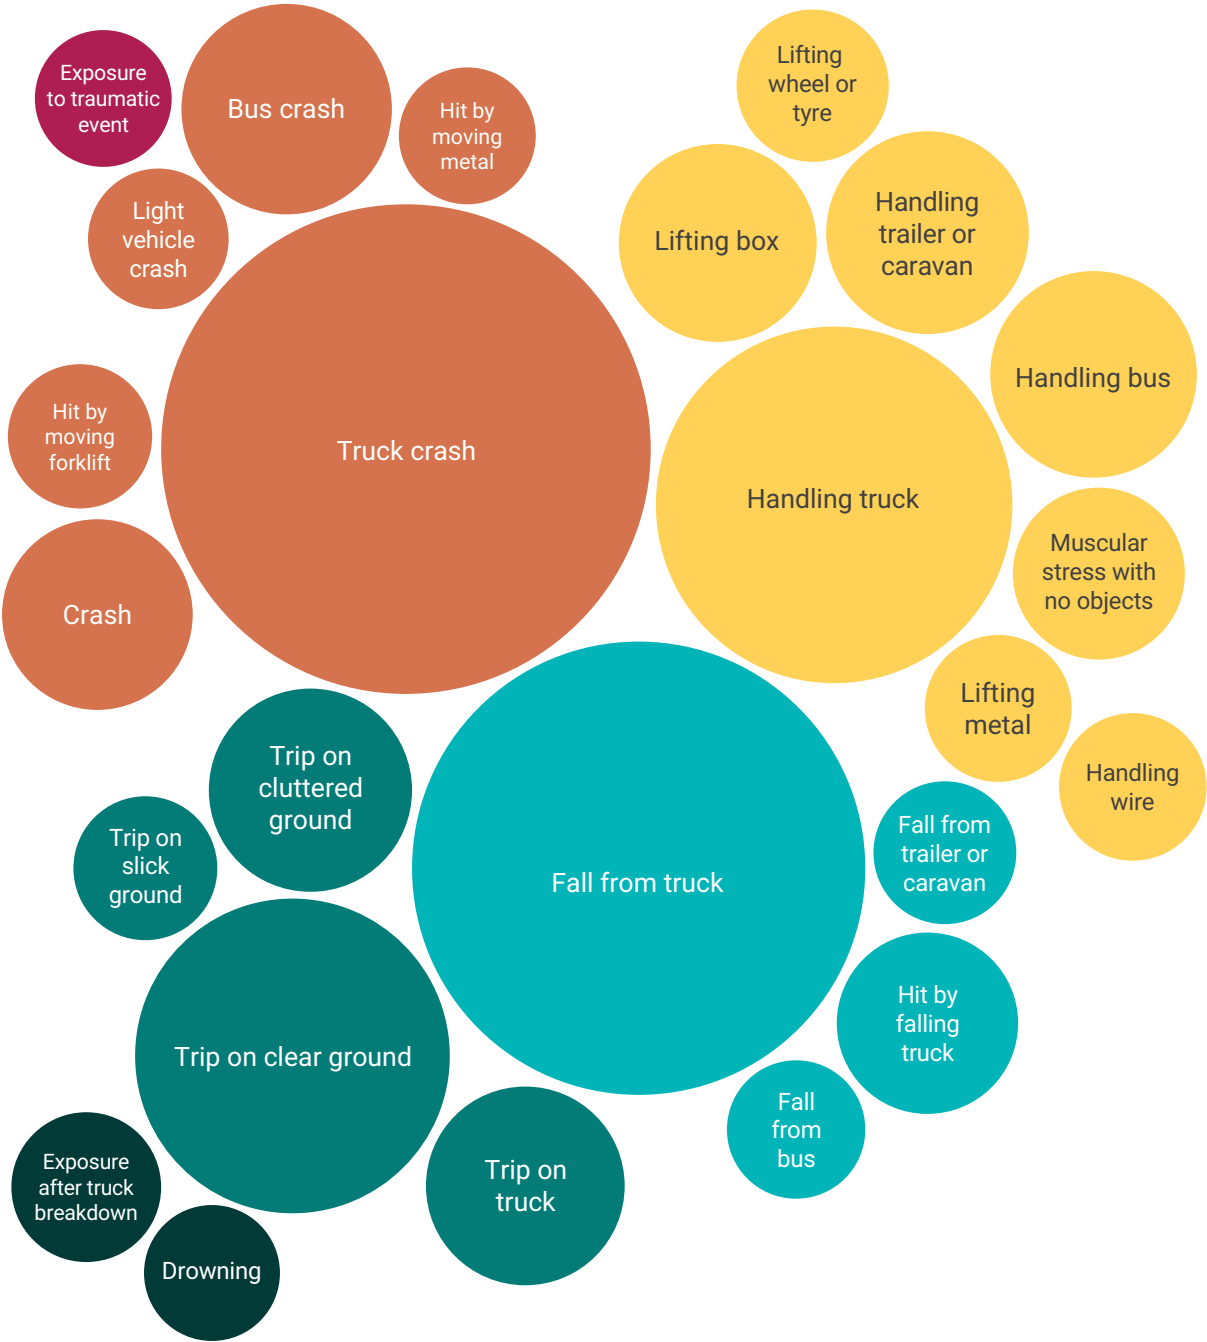 Exposure
to traumatic
event
Bus crash
Hit by
moving
metal
Light
vehicle
crash
Truck crash
Hit by
moving
forklift
Crash
Lifting
wheel or
tyre
Lifting box
Handling
trailer or
caravan
Handling bus
Handling truck
Muscular
stress with
no objects
Lifting
metal
Handling
wire
Trip on
cluttered
ground
Trip on
slick
ground
Trip on clear ground
Trip on
truck
Fall from truck
Fall from
trailer or
caravan
Hit by
falling
truck
Fall
from
bus
Exposure
after truck
breakdown
Drowning